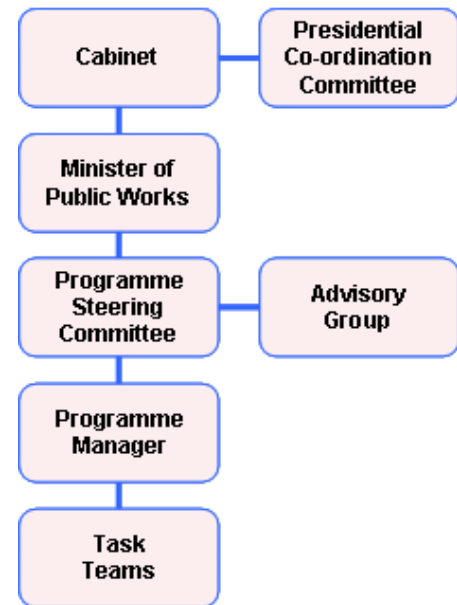 Cabinet
Presidential
Co-ordination
Committee
Minister of
Public Works
Programme
Steering
Committee
Advisory
Group
Programme
Manager
Task
Teams